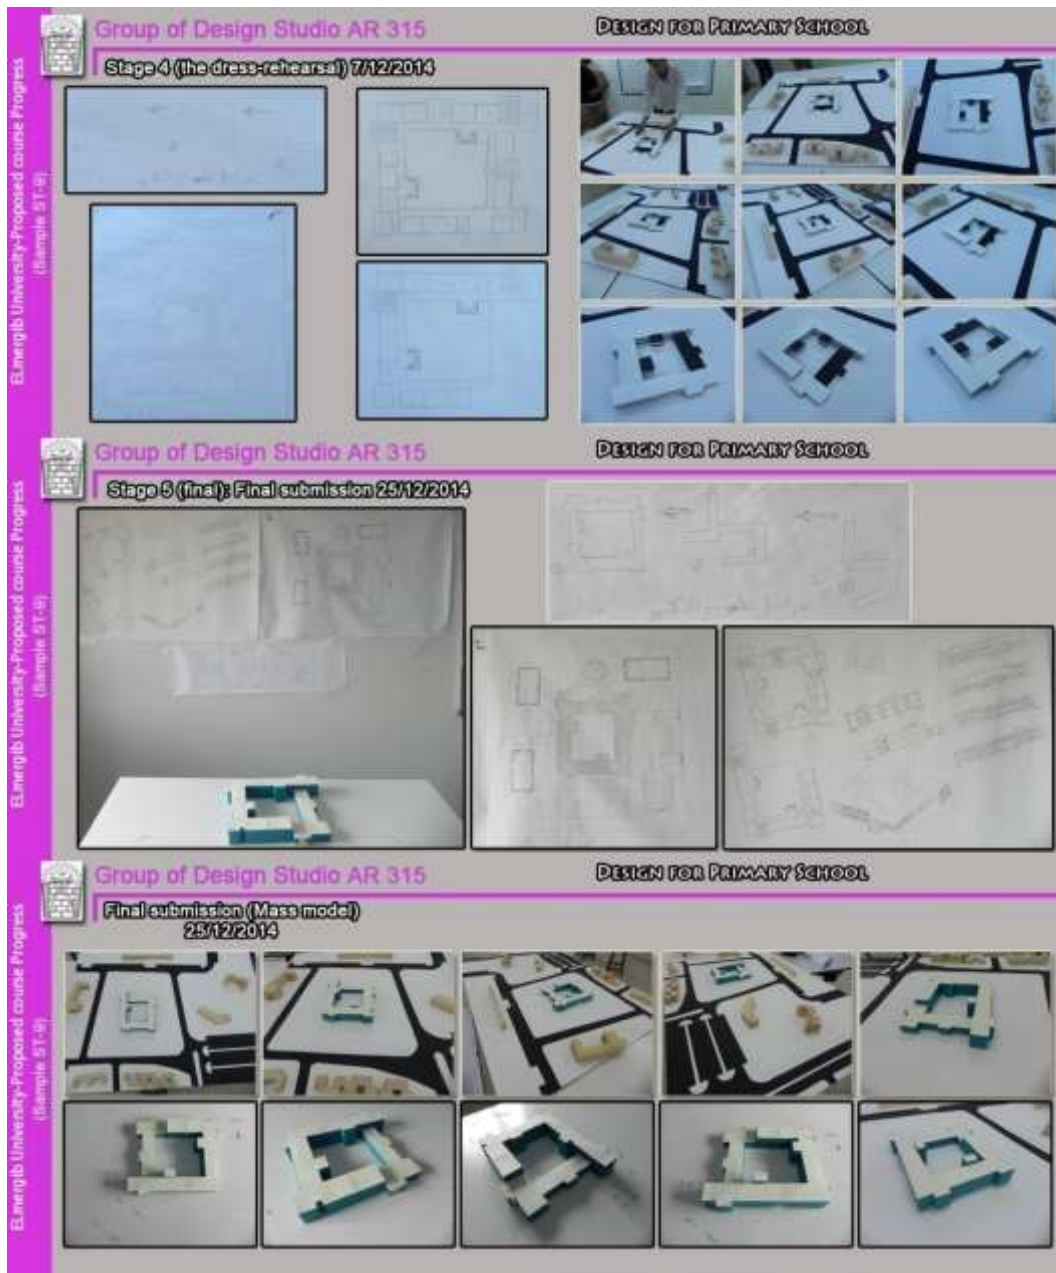 Group of Design Studio AR 315
DESIGN FOR PRIMARY SCHOOL
Stage 4 (the dress-rehearsal) 7/12/2014
ELmergib University-Proposed course Progress
(Sample ST-9)
Group of Design Studio AR 315
DESIGN FOR PRIMARY SCHOOL
Stage 5 (final): Final submission 25/12/2014
ELmergib University-Proposed course Progress
(Sample ST-9)
Group of Design Studio AR 315
DESIGN FOR PRIMARY SCHOOL
Final submission (Mass model)
25/12/2014
ELmergib University-Proposed course Progress
(Sample ST-9)